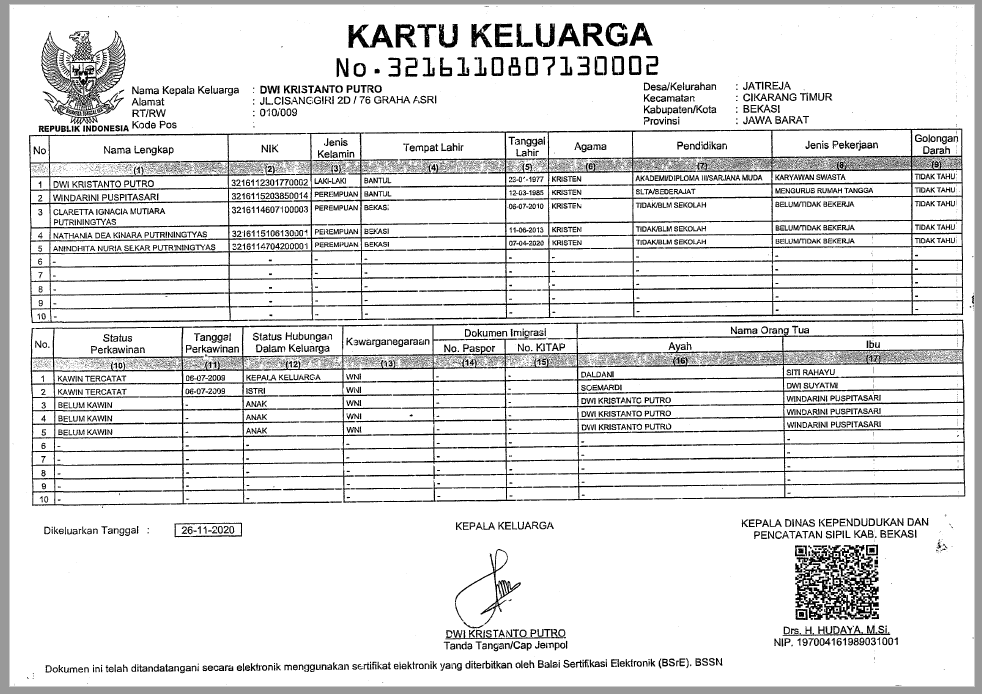 KARTU KELUARGA
No. 3216110807130002
Nama Kepala Keluarga : DWI KRISTANTO PUTRO
Alamat : JL.CISANGGIRI 2D / 76 GRAHA ASRI
RT/RW : 010/009
Kode Pos :
REPUBLIK INDONESIA
Desa/Kelurahan : JATIREJA
Kecamatan : CIKARANG TIMUR
Kabupaten/Kota : BEKASI
Provinsi : JAWA BARAT
No Nama Lengkap NIK Jenis Kelamin Tempat Lahir Tanggal Lahir Agama Pendidikan Jenis Pekerjaan Golongan Darah
(1) (2) (3) (4) (5) (6) (7) (8) (9)
1 DWI KRISTANTO PUTRO 3216112301770002 LAKI-LAKI BANTUL 23-01-1977 KRISTEN AKADEMI/DIPLOMA III/SARJANA MUDA KARYAWAN SWASTA TIDAK TAHU
2 WINDARINI PUSPITASARI 3216115203850014 PEREMPUAN BANTUL 12-03-1985 KRISTEN SLTA/SEDERAJAT MENGURUS RUMAH TANGGA TIDAK TAHU
3 CLARETTA IGNACIA MUTIARA PUTRININGTYAS 3216114607100003 PEREMPUAN BEKASI 06-07-2010 KRISTEN TIDAK/BLM SEKOLAH BELUM/TIDAK BEKERJA TIDAK TAHU
4 NATHANIA DEA KINARA PUTRININGTYAS 3216115106130001 PEREMPUAN BEKASI 11-06-2013 KRISTEN TIDAK/BLM SEKOLAH BELUM/TIDAK BEKERJA TIDAK TAHU
5 ANINDHITA NURIA SEKAR PUTRININGTYAS 3216114704200001 PEREMPUAN BEKASI 07-04-2020 KRISTEN TIDAK/BLM SEKOLAH BELUM/TIDAK BEKERJA TIDAK TAHU
6 - - - - - - - - -
7 - - - - - - - - -
8 - - - - - - - - -
9 - - - - - - - - -
10 - - - - - - - - -
No. Status Perkawinan Tanggal Perkawinan Status Hubungan Dalam Keluarga Kewarganegaraan Dokumen Imigrasi Nama Orang Tua
No. Paspor No. KITAP Ayah Ibu
(10) (11) (12) (13) (14) (15) (16) (17)
1 KAWIN TERCATAT 06-07-2009 KEPALA KELUARGA WNI - - DALDANI SITI RAHAYU
2 KAWIN TERCATAT 06-07-2009 ISTRI WNI - - SOEMARDI DWI SUYATMI
3 BELUM KAWIN - ANAK WNI - - DWI KRISTANTO PUTRO WINDARINI PUSPITASARI
4 BELUM KAWIN - ANAK WNI - - DWI KRISTANTO PUTRO WINDARINI PUSPITASARI
5 BELUM KAWIN - ANAK WNI - - DWI KRISTANTO PUTRO WINDARINI PUSPITASARI
6 - - - - - - - -
7 - - - - - - - -
8 - - - - - - - -
9 - - - - - - - -
10 - - - - - - - -
Dikeluarkan Tanggal : 26-11-2020
KEPALA KELUARGA
DWI KRISTANTO PUTRO
Tanda Tangan/Cap Jempol
KEPALA DINAS KEPENDUDUKAN DAN
PENCATATAN SIPIL KAB. BEKASI
Drs. H. HUDAYA, M.Si.
NIP. 197004161989031001
Dokumen ini telah ditandatangani secara elektronik menggunakan sertifikat elektronik yang diterbitkan oleh Balai Sertifikasi Elektronik (BSrE). BSSN